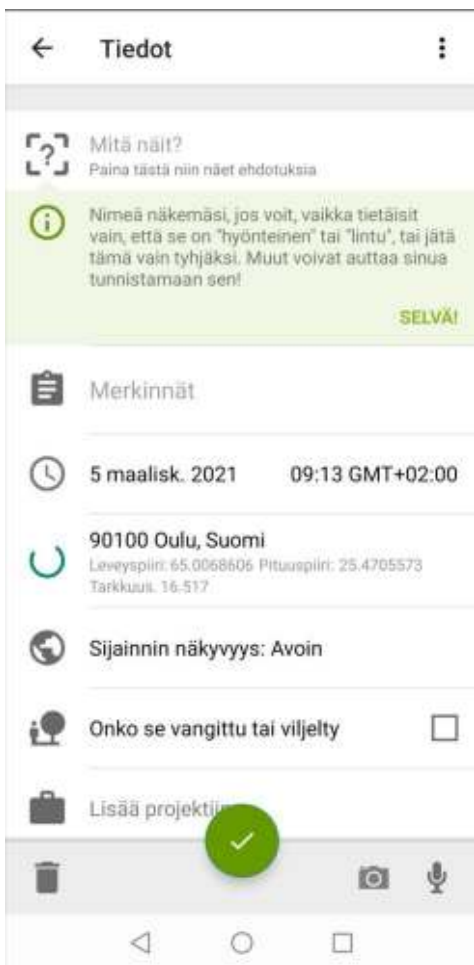 Tiedot
Mitä näit?
Paina tästä niin näet ehdotuksia
Nimeä näkemäsi, jos voit, vaikka tietäisit
vain, että se on "hyönteinen" tai "lintu", tai jätä
tämä vain tyhjäksi. Muut voivat auttaa sinua
tunnistamaan sen!
SELVÄ!
Merkinnät
5 maalisk. 2021 09:13 GMT+02:00
90100 Oulu, Suomi
Leveyspiiri: 65.0068606 Pituuspiiri: 25.4705573
Tarkkuus: 16.517
Sijainnin näkyvyys: Avoin
Onko se vangittu tai viljelty
Lisää projektiin